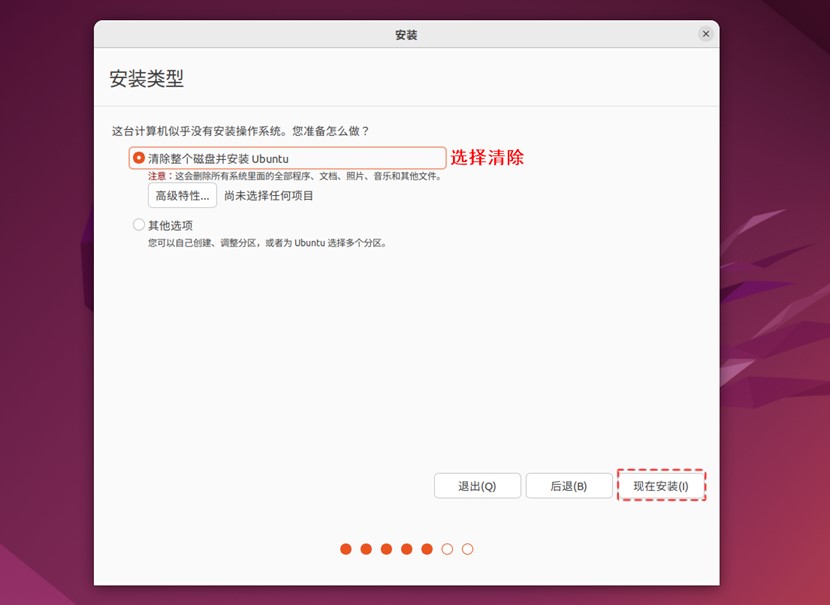 安装
安装类型
这台计算机似乎没有安装操作系统。您准备怎么做？
清除整个磁盘并安装 Ubuntu 选择清除
注意：这会删除所有系统里面的全部程序、文档、照片、音乐和其他文件。
高级特性... 尚未选择任何项目
其他选项
您可以自己创建、调整分区，或者为 Ubuntu 选择多个分区。
退出(Q) 后退(B) 现在安装(I)